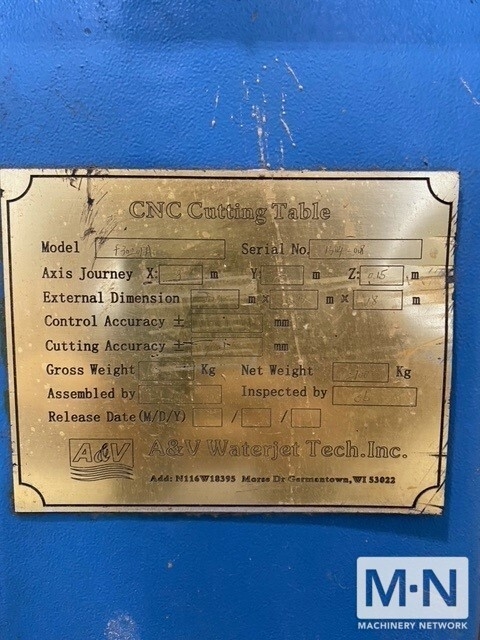 CNC Cutting Table
Model Serial No.
Axis Journey X: m Y: m Z: 0.15 m
External Dimension m × m × m
Control Accuracy ± mm
Cutting Accuracy ± mm
Gross Weight Kg Net Weight Kg
Assembled by Inspected by
Release Date(M/D/Y) / /
A&V A&V Waterjet Tech.Inc.
Add: N116W18395 Morse Dr Germantown,WI 53022
M·N
MACHINERY NETWORK